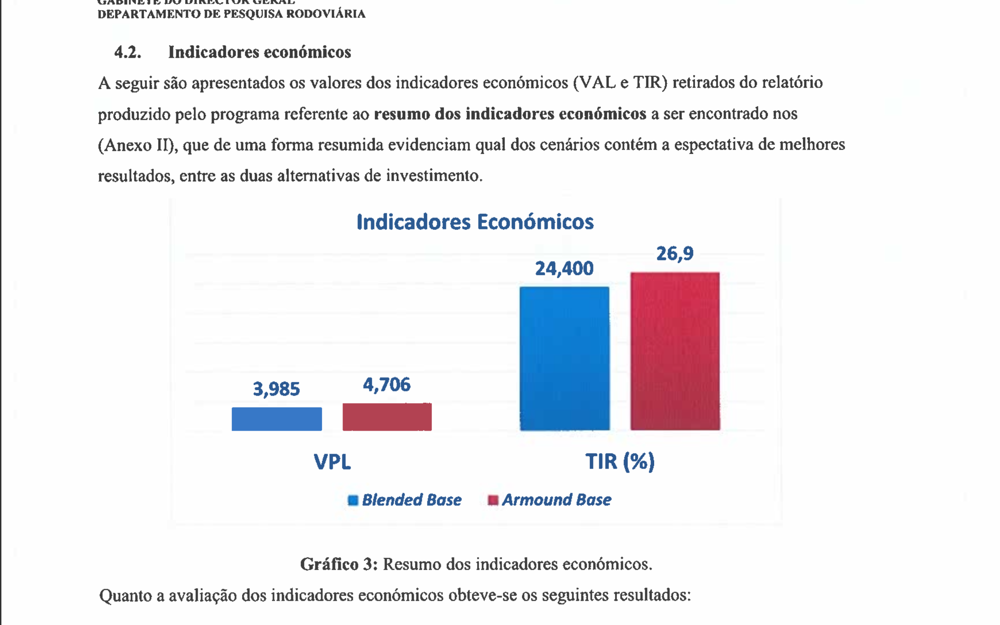 GABINETE DO DIRECTOR GERAL
DEPARTAMENTO DE PESQUISA RODOVIÁRIA
4.2. Indicadores económicos
A seguir são apresentados os valores dos indicadores económicos (VAL e TIR) retirados do relatório
produzido pelo programa referente ao resumo dos indicadores económicos a ser encontrado nos
(Anexo II), que de uma forma resumida evidenciam qual dos cenários contém a espectativa de melhores
resultados, entre as duas alternativas de investimento.
Indicadores Económicos
26,9
24,400
4,706
3,985
VPL TIR (%)
Blended Base Armound Base
Gráfico 3: Resumo dos indicadores económicos.
Quanto a avaliação dos indicadores económicos obteve-se os seguintes resultados: